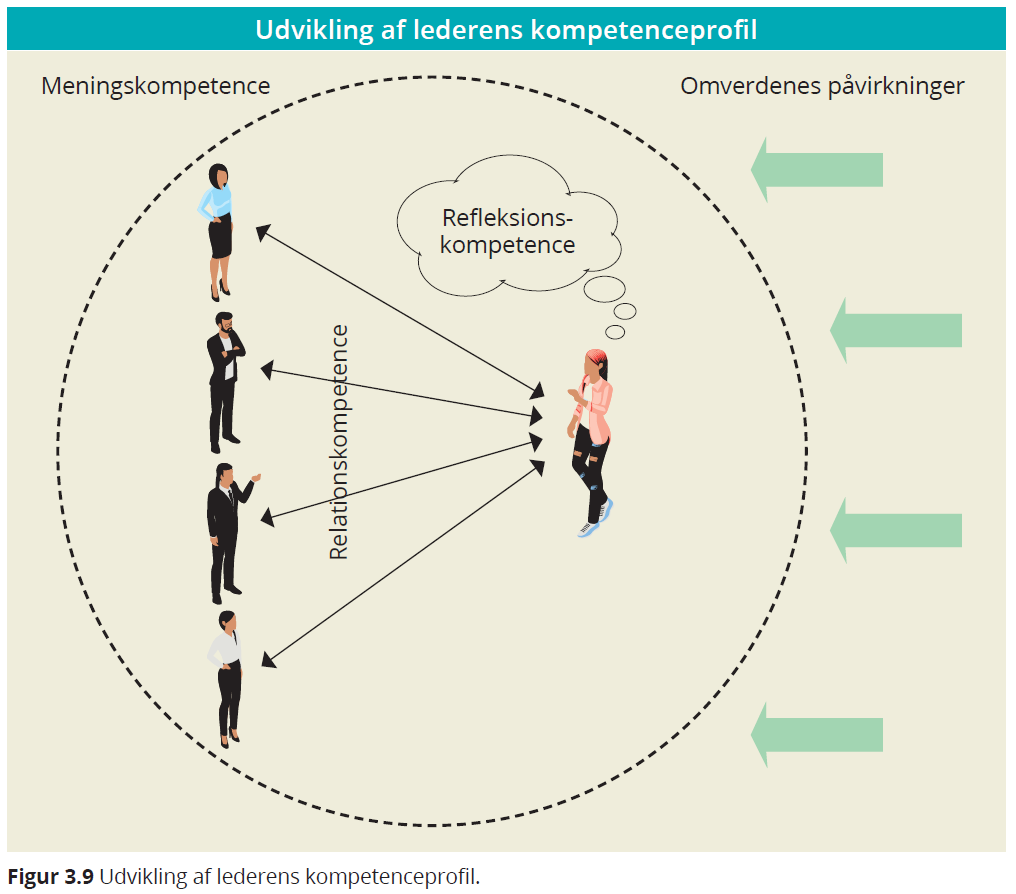 Udvikling af lederens kompetenceprofil
Meningskompetence
Omverdenes påvirkninger
Refleksions-
kompetence
Relationskompetence
Figur 3.9 Udvikling af lederens kompetenceprofil.